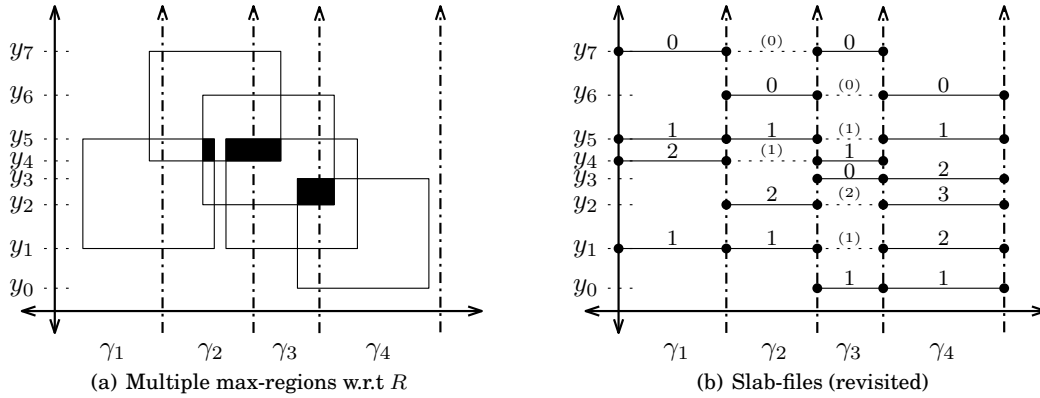 y₇
y₆
y₅
y₄
y₃
y₂
y₁
y₀
γ₁ γ₂ γ₃ γ₄
(a) Multiple max-regions w.r.t R
y₇ 0 (0) 0
y₆ 0 (0) 0
y₅ 1 1 (1) 1
y₄ 2 (1) 1
y₃ 0 2
y₂ 2 (2) 3
y₁ 1 1 (1) 2
y₀ 1 1
γ₁ γ₂ γ₃ γ₄
(b) Slab-files (revisited)